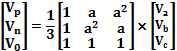 [Vp
Vn
V0] = 1/3 [1 a a²
1 a² a
1 1 1] × [Va
Vb
Vc]